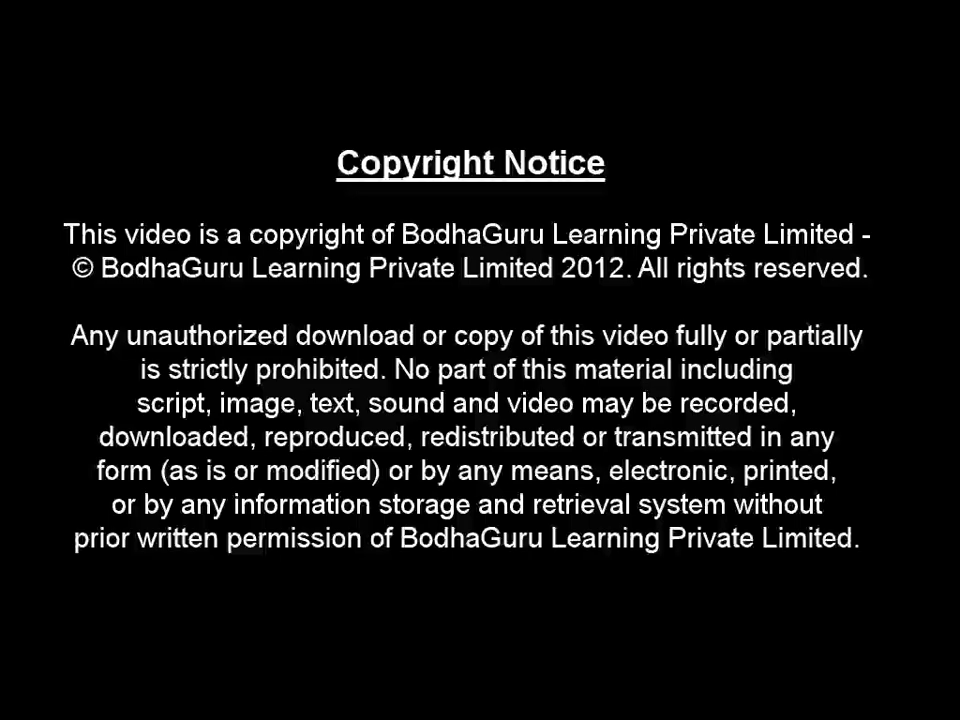 Copyright Notice
This video is a copyright of BodhaGuru Learning Private Limited -
© BodhaGuru Learning Private Limited 2012. All rights reserved.
Any unauthorized download or copy of this video fully or partially
is strictly prohibited. No part of this material including
script, image, text, sound and video may be recorded,
downloaded, reproduced, redistributed or transmitted in any
form (as is or modified) or by any means, electronic, printed,
or by any information storage and retrieval system without
prior written permission of BodhaGuru Learning Private Limited.